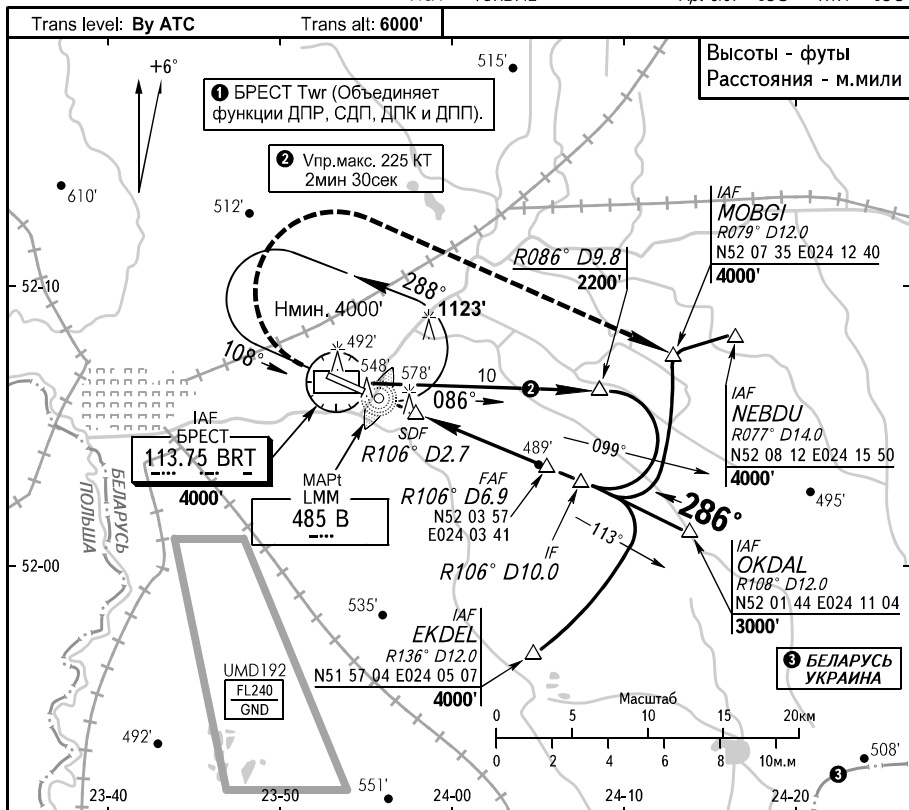 Trans level: By ATC
Trans alt: 6000'
+6°
❶ БРЕСТ Twr (Объединяет
функции ДПР, СДП, ДПК и ДПП).
515'
Высоты - футы
Расстояния - м.мили
❷ Vпр.макс. 225 КТ
2мин 30сек
610'
512'
IAF
MOBGI
R079° D12.0
N52 07 35 E024 12 40
4000'
R086° D9.8
2200'
52-10
288°
Hмин. 4000'
1123'
108°
492'
548'
578'
10
❷
086°
IAF
БРЕСТ
113.75 BRT
4000'
SDF
R106° D2.7
MAPt
LMM
485 B
099°
IAF
NEBDU
R077° D14.0
N52 08 12 E024 15 50
4000'
489'
FAF
R106° D6.9
N52 03 57
E024 03 41
286°
495'
113°
БЕЛАРУСЬ
ПОЛЬША
IF
R106° D10.0
IAF
OKDAL
R108° D12.0
N52 01 44 E024 11 04
3000'
52-00
535'
IAF
EKDEL
R136° D12.0
N51 57 04 E024 05 07
4000'
UMD192
FL240
GND
❸ БЕЛАРУСЬ
УКРАИНА
Масштаб
0 5 10 15 20км
0 2 4 6 8 10м.м
492'
551'
508'
❸
23-40
23-50
24-00
24-10
24-20